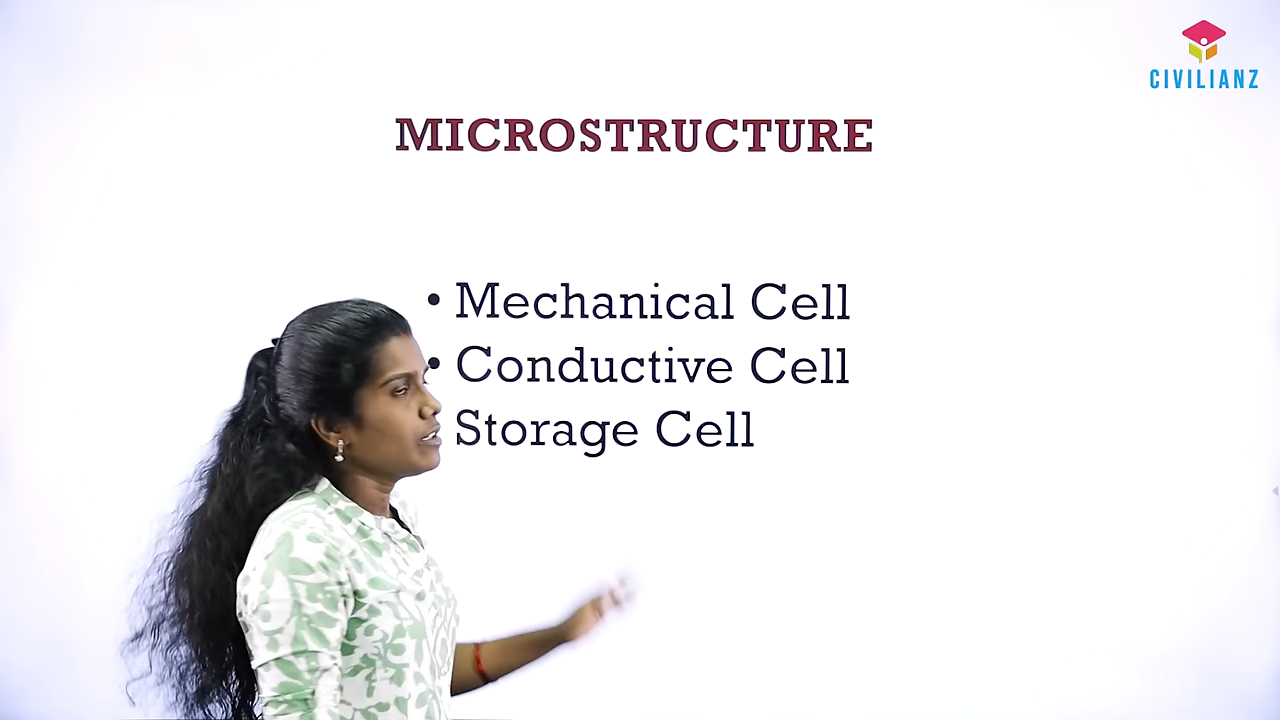 CIVILIANZ
MICROSTRUCTURE
• Mechanical Cell
• Conductive Cell
Storage Cell